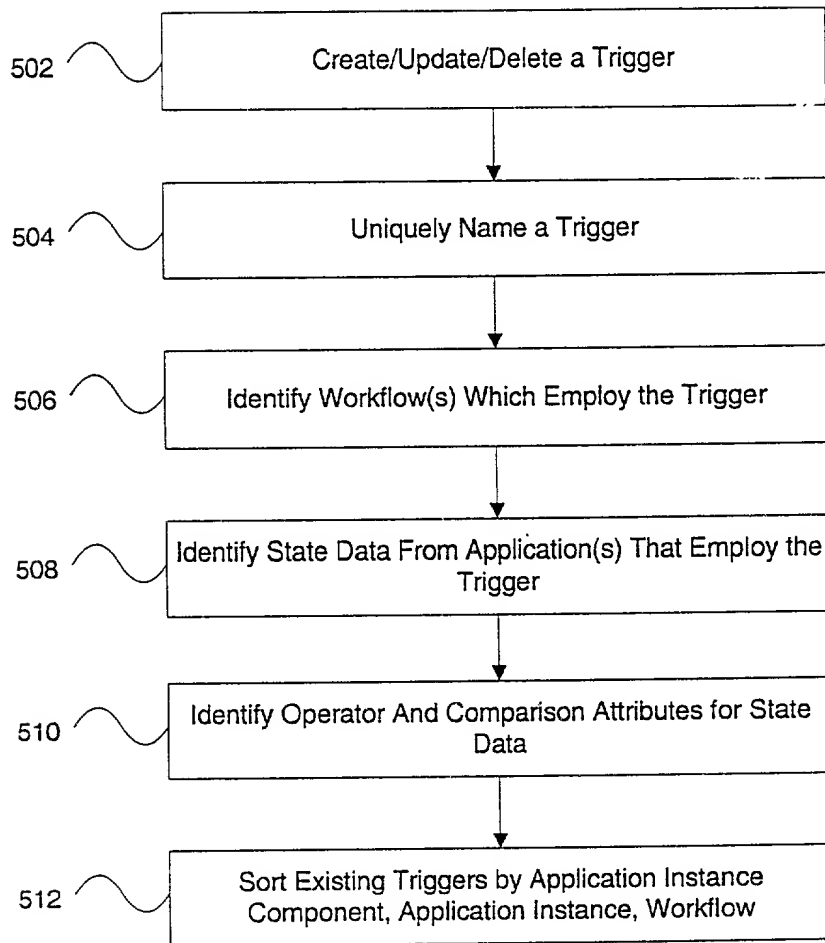 502
Create/Update/Delete a Trigger
504
Uniquely Name a Trigger
506
Identify Workflow(s) Which Employ the Trigger
508
Identify State Data From Application(s) That Employ the
Trigger
510
Identify Operator And Comparison Attributes for State
Data
512
Sort Existing Triggers by Application Instance
Component, Application Instance, Workflow